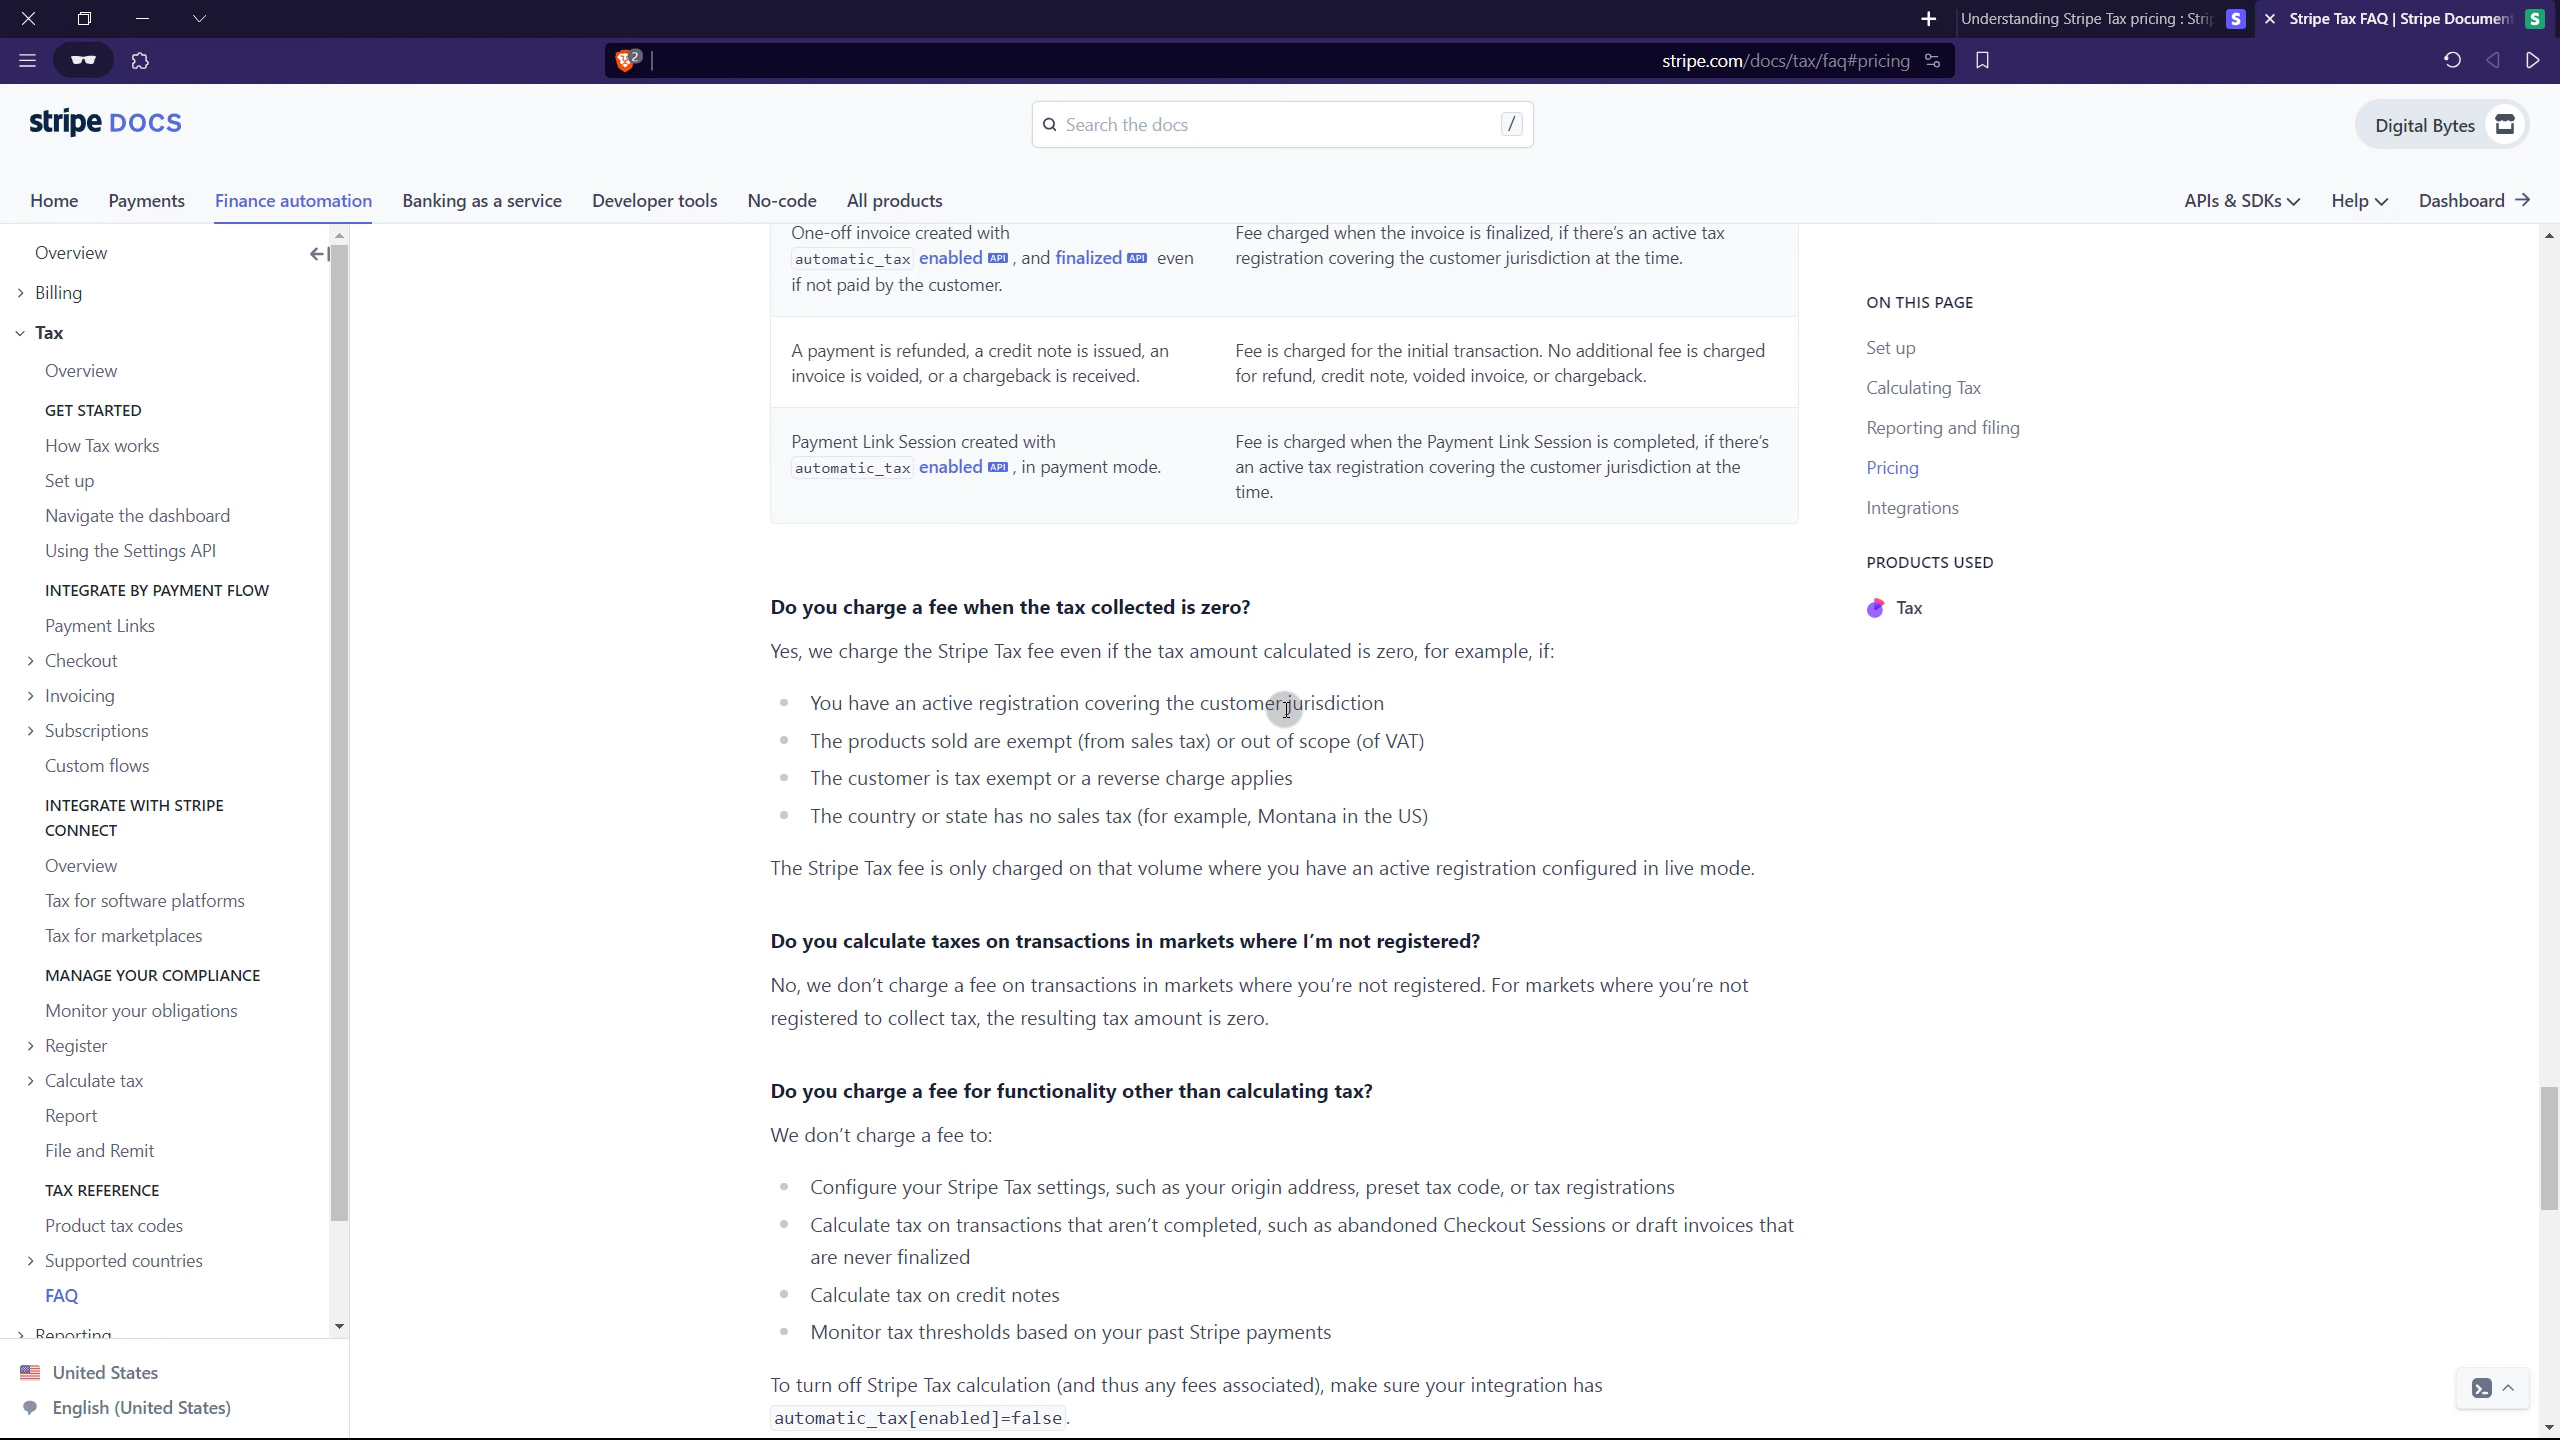 Understanding Stripe Tax pricing : Stri
S
Stripe Tax FAQ | Stripe Document
S
2
stripe.com/docs/tax/faq#pricing
stripe DOCS
Search the docs
/
Digital Bytes
Home
Payments
Finance automation
Banking as a service
Developer tools
No-code
All products
APIs & SDKs
Help
Dashboard
Overview
Billing
Tax
Overview
GET STARTED
How Tax works
Set up
Navigate the dashboard
Using the Settings API
INTEGRATE BY PAYMENT FLOW
Payment Links
Checkout
Invoicing
Subscriptions
Custom flows
INTEGRATE WITH STRIPE
CONNECT
Overview
Tax for software platforms
Tax for marketplaces
MANAGE YOUR COMPLIANCE
Monitor your obligations
Register
Calculate tax
Report
File and Remit
TAX REFERENCE
Product tax codes
Supported countries
FAQ
Reporting
United States
English (United States)
One-off invoice created with
automatic_tax enabled API , and finalized API even
if not paid by the customer.
Fee charged when the invoice is finalized, if there's an active tax
registration covering the customer jurisdiction at the time.
A payment is refunded, a credit note is issued, an
invoice is voided, or a chargeback is received.
Fee is charged for the initial transaction. No additional fee is charged
for refund, credit note, voided invoice, or chargeback.
Payment Link Session created with
automatic_tax enabled API , in payment mode.
Fee is charged when the Payment Link Session is completed, if there's
an active tax registration covering the customer jurisdiction at the
time.
Do you charge a fee when the tax collected is zero?
Yes, we charge the Stripe Tax fee even if the tax amount calculated is zero, for example, if:
You have an active registration covering the customer jurisdiction
The products sold are exempt (from sales tax) or out of scope (of VAT)
The customer is tax exempt or a reverse charge applies
The country or state has no sales tax (for example, Montana in the US)
The Stripe Tax fee is only charged on that volume where you have an active registration configured in live mode.
Do you calculate taxes on transactions in markets where I'm not registered?
No, we don't charge a fee on transactions in markets where you're not registered. For markets where you're not
registered to collect tax, the resulting tax amount is zero.
Do you charge a fee for functionality other than calculating tax?
We don't charge a fee to:
Configure your Stripe Tax settings, such as your origin address, preset tax code, or tax registrations
Calculate tax on transactions that aren't completed, such as abandoned Checkout Sessions or draft invoices that
are never finalized
Calculate tax on credit notes
Monitor tax thresholds based on your past Stripe payments
To turn off Stripe Tax calculation (and thus any fees associated), make sure your integration has
automatic_tax[enabled]=false.
ON THIS PAGE
Set up
Calculating Tax
Reporting and filing
Pricing
Integrations
PRODUCTS USED
Tax